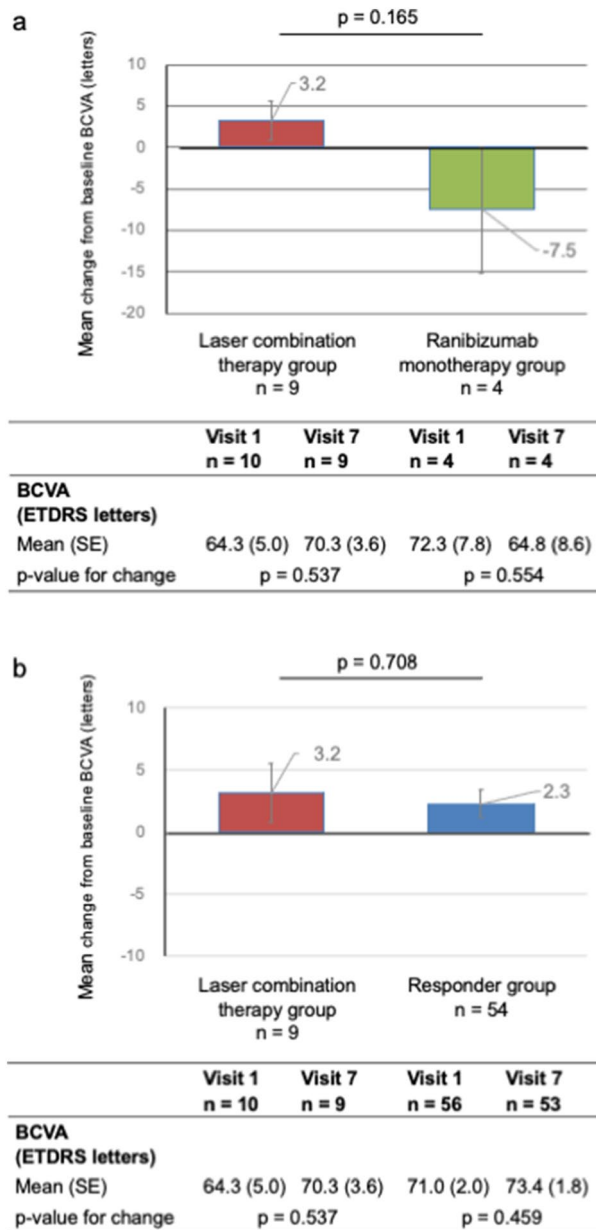 a
p = 0.165
Mean change from baseline BCVA (letters)
10
5
0
-5
-10
-15
-20
3.2
-7.5
Laser combination therapy group n = 9
Ranibizumab monotherapy group n = 4
Visit 1 Visit 7 Visit 1 Visit 7
n = 10 n = 9 n = 4 n = 4
BCVA
(ETDRS letters)
Mean (SE) 64.3 (5.0) 70.3 (3.6) 72.3 (7.8) 64.8 (8.6)
p-value for change p = 0.537 p = 0.554
b
p = 0.708
Mean change from baseline BCVA (letters)
10
5
0
-5
-10
3.2
2.3
Laser combination therapy group n = 9
Responder group n = 54
Visit 1 Visit 7 Visit 1 Visit 7
n = 10 n = 9 n = 56 n = 53
BCVA
(ETDRS letters)
Mean (SE) 64.3 (5.0) 70.3 (3.6) 71.0 (2.0) 73.4 (1.8)
p-value for change p = 0.537 p = 0.459